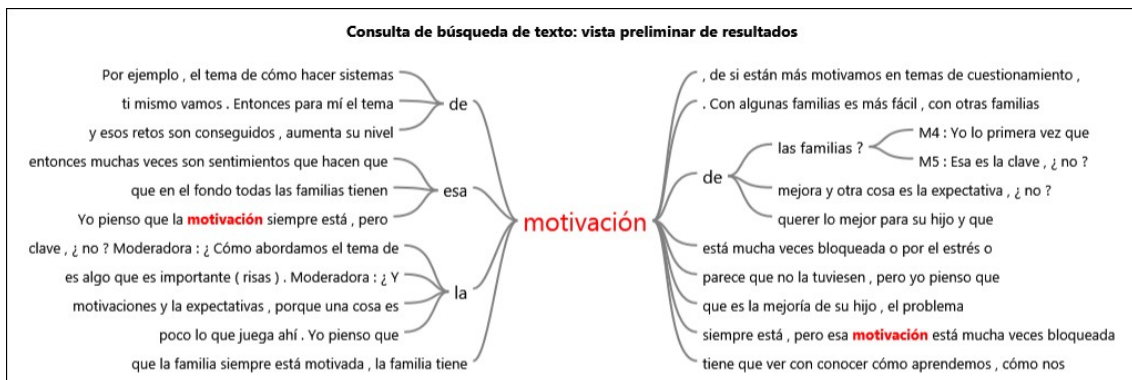 Consulta de búsqueda de texto: vista preliminar de resultados
Por ejemplo , el tema de cómo hacer sistemas
ti mismo vamos . Entonces para mí el tema
y esos retos son conseguidos , aumenta su nivel
de
entonces muchas veces son sentimientos que hacen que
que en el fondo todas las familias tienen
Yo pienso que la motivación siempre está , pero
esa
clave , ¿ no ? Moderadora : ¿ Cómo abordamos el tema de
es algo que es importante ( risas ) . Moderadora : ¿ Y
motivaciones y la expectativas , porque una cosa es
poco lo que juega ahí . Yo pienso que
la
que la familia siempre está motivada , la familia tiene
motivación
, de si están más motivamos en temas de cuestionamiento ,
. Con algunas familias es más fácil , con otras familias
de
las familias ?
M4 : Yo lo primera vez que
M5 : Esa es la clave , ¿ no ?
mejora y otra cosa es la expectativa , ¿ no ?
querer lo mejor para su hijo y que
está mucha veces bloqueada o por el estrés o
parece que no la tuviesen , pero yo pienso que
que es la mejoría de su hijo , el problema
siempre está , pero esa motivación está mucha veces bloqueada
tiene que ver con conocer cómo aprendemos , cómo nos